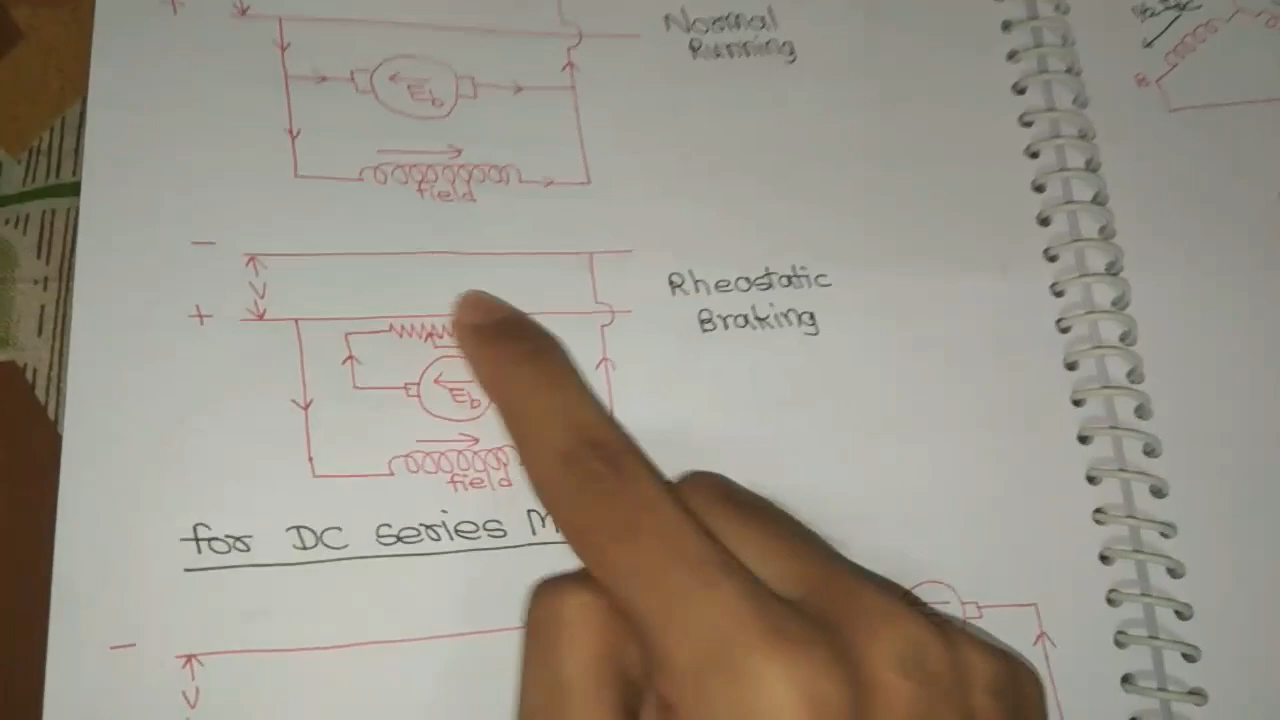 +
Normal
Running
Eb
field
−
V
+
Rheostatic
Braking
Eb
field
for DC series M
−
V